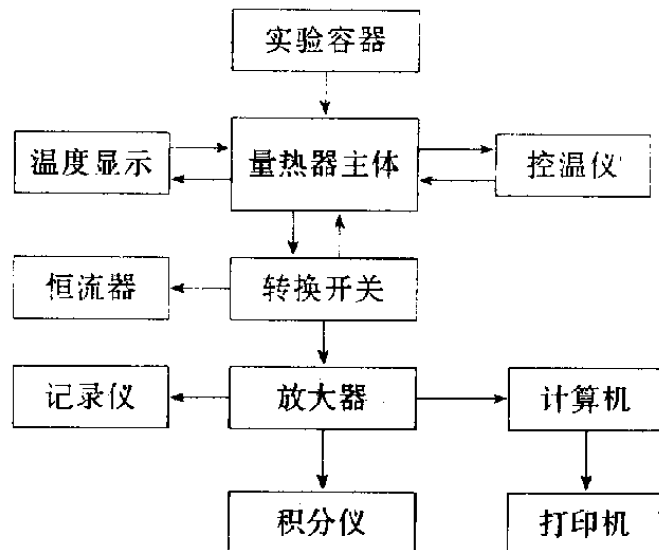 实验容器
温度显示
量热器主体
控温仪
恒流器
转换开关
记录仪
放大器
计算机
积分仪
打印机